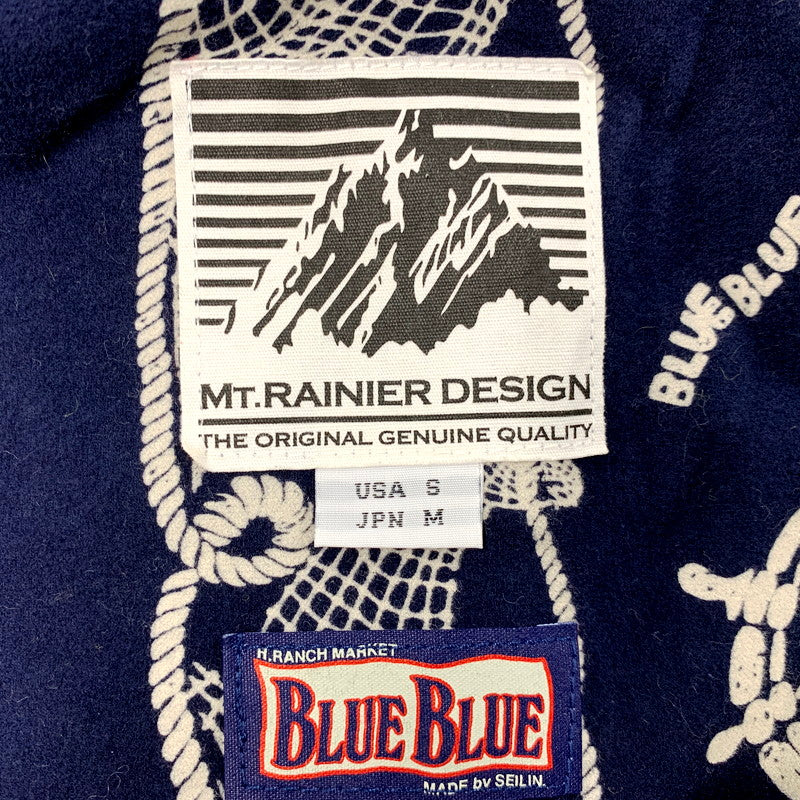 MT.RAINIER DESIGN
THE ORIGINAL GENUINE QUALITY
BLUE BLUE
USA S
JPN M
H.RANCH MARKET
BLUE BLUE
MADE by SEILIN.